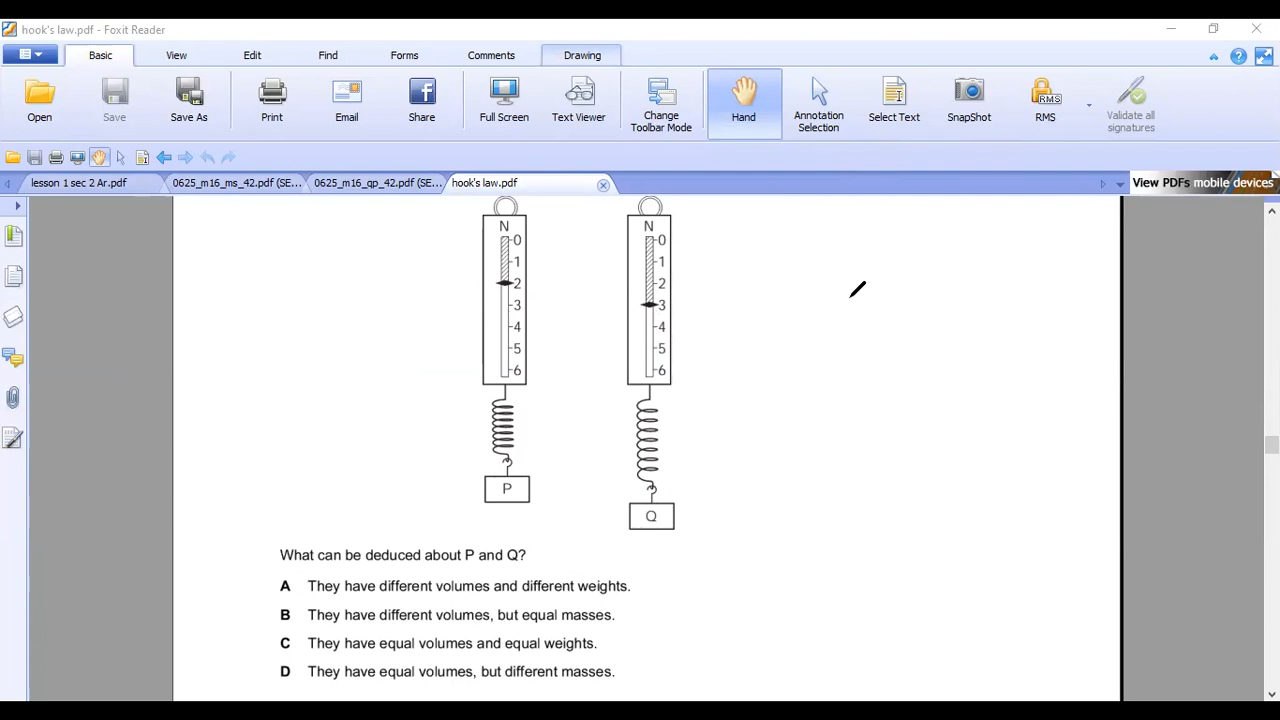 hook's law.pdf - Foxit Reader
Basic View Edit Find Forms Comments Drawing
Open Save Save As Print Email Share Full Screen Text Viewer Change Toolbar Mode Hand Annotation Selection Select Text SnapShot RMS RMS Validate all signatures
lesson 1 sec 2 Ar.pdf 0625_m16_ms_42.pdf (SE... 0625_m16_qp_42.pdf (SE... hook's law.pdf View PDFs mobile devices
N N
0 0
1 1
2 2
3 3
4 4
5 5
6 6
P
Q
What can be deduced about P and Q?
A They have different volumes and different weights.
B They have different volumes, but equal masses.
C They have equal volumes and equal weights.
D They have equal volumes, but different masses.